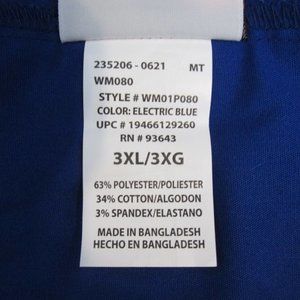 235206 - 0621 MT
WM080
STYLE # WM01P080
COLOR: ELECTRIC BLUE
UPC # 19466129260
RN # 93643
3XL/3XG
63% POLYESTER/POLIESTER
34% COTTON/ALGODON
3% SPANDEX/ELASTANO
MADE IN BANGLADESH
HECHO EN BANGLADESH